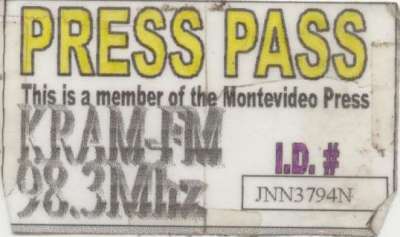 PRESS PASS
This is a member of the Montevideo Press
KRAM-FM
98.3Mhz
I.D. #
JNN3794N